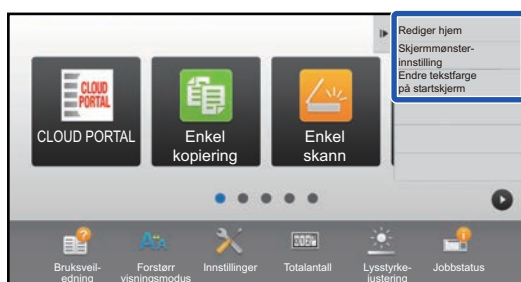 Rediger hjem
Skjermmønster-
innstilling
Endre tekstfarge
på startskjerm
CLOUD
PORTAL
CLOUD PORTAL
Enkel
kopiering
Enkel
skann
Bruksveil-
edning
Forstørr
visningsmodus
Innstillinger
Totalantall
Lysstyrke-
justering
Jobbstatus